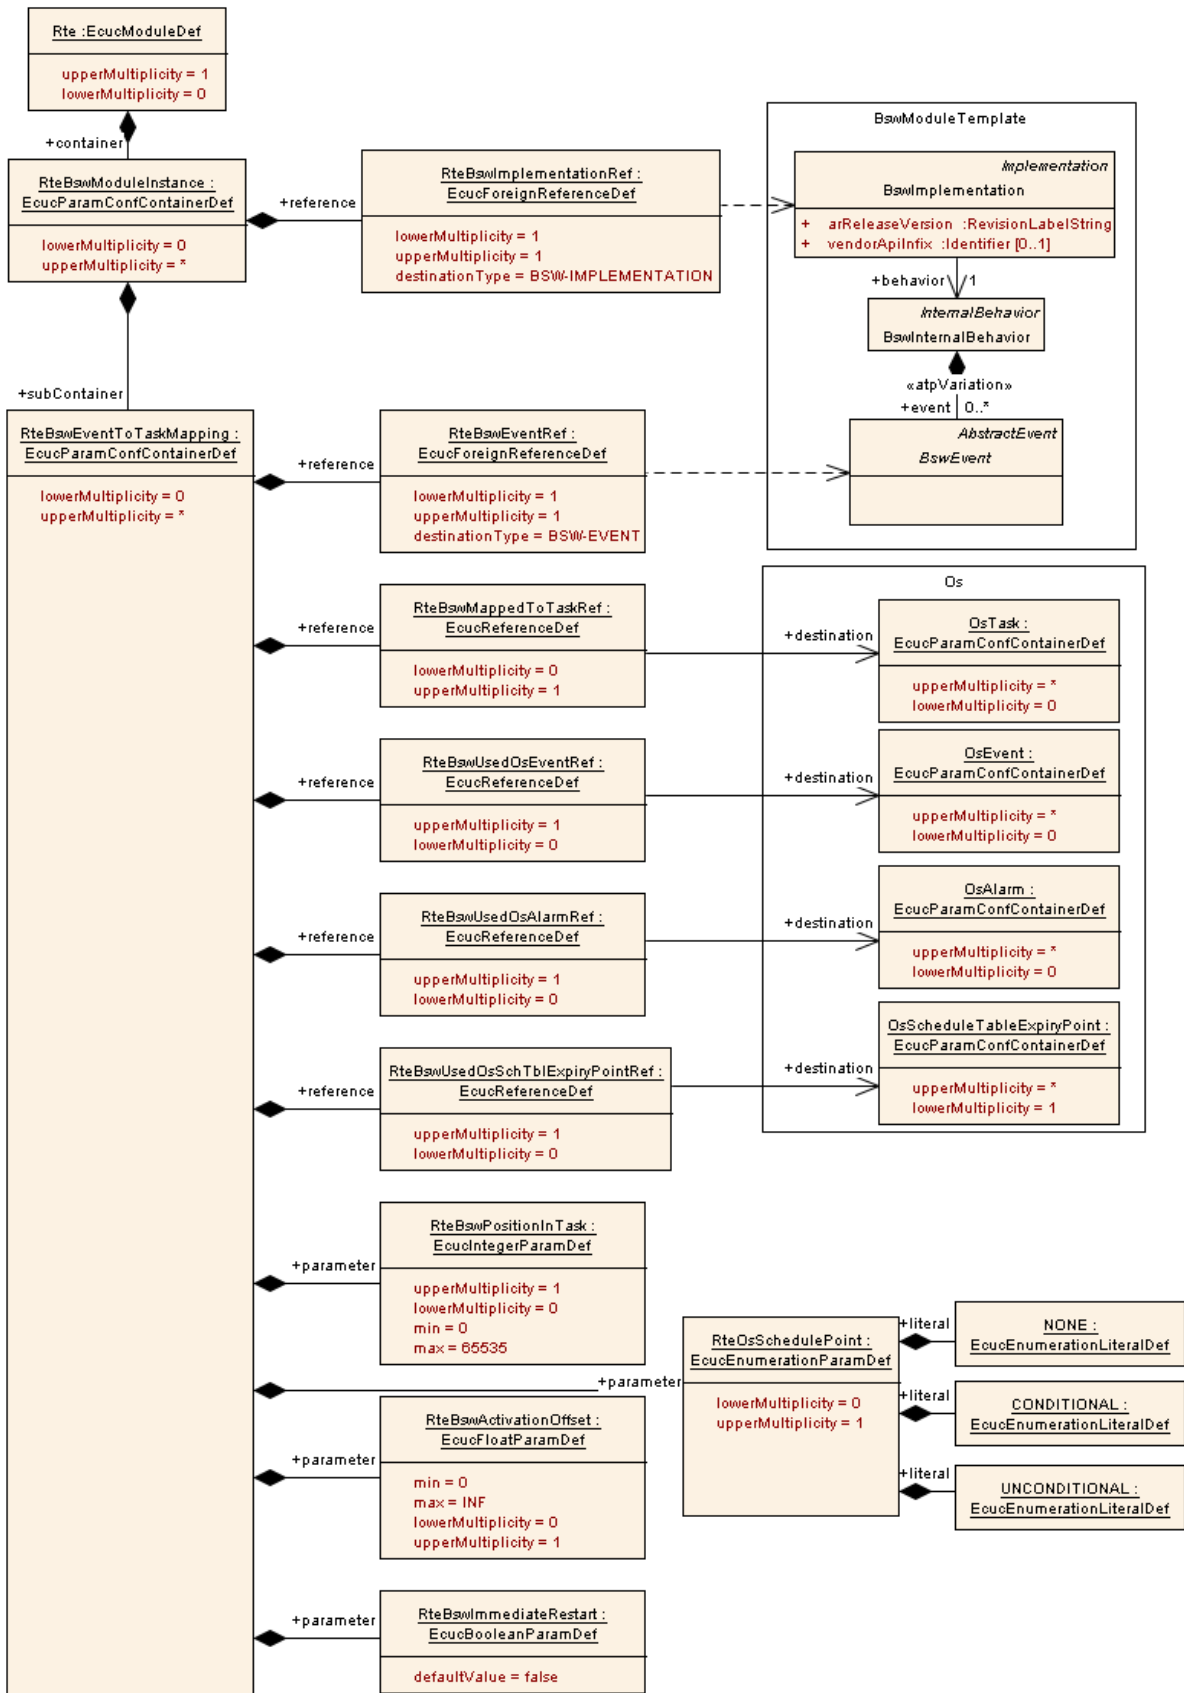 Rte :EcucModuleDef
upperMultiplicity = 1
lowerMultiplicity = 0
+container
RteBswModuleInstance :
EcucParamConfContainerDef
lowerMultiplicity = 0
upperMultiplicity = *
+reference
RteBswImplementationRef :
EcucForeignReferenceDef
lowerMultiplicity = 1
upperMultiplicity = 1
destinationType = BSW-IMPLEMENTATION
BswModuleTemplate
Implementation
BswImplementation
+ arReleaseVersion :RevisionLabelString
+ vendorApiInfix :Identifier [0..1]
+behavior 1
InternalBehavior
BswInternalBehavior
«atpVariation»
+event 0..*
AbstractEvent
BswEvent
+subContainer
RteBswEventToTaskMapping :
EcucParamConfContainerDef
lowerMultiplicity = 0
upperMultiplicity = *
+reference
RteBswEventRef :
EcucForeignReferenceDef
lowerMultiplicity = 1
upperMultiplicity = 1
destinationType = BSW-EVENT
Os
+reference
RteBswMappedToTaskRef :
EcucReferenceDef
lowerMultiplicity = 0
upperMultiplicity = 1
+destination
OsTask :
EcucParamConfContainerDef
upperMultiplicity = *
lowerMultiplicity = 0
+reference
RteBswUsedOsEventRef :
EcucReferenceDef
upperMultiplicity = 1
lowerMultiplicity = 0
+destination
OsEvent :
EcucParamConfContainerDef
upperMultiplicity = *
lowerMultiplicity = 0
+reference
RteBswUsedOsAlarmRef :
EcucReferenceDef
upperMultiplicity = 1
lowerMultiplicity = 0
+destination
OsAlarm :
EcucParamConfContainerDef
upperMultiplicity = *
lowerMultiplicity = 0
+reference
RteBswUsedOsSchTblExpiryPointRef :
EcucReferenceDef
upperMultiplicity = 1
lowerMultiplicity = 0
+destination
OsScheduleTableExpiryPoint :
EcucParamConfContainerDef
upperMultiplicity = *
lowerMultiplicity = 1
+parameter
RteBswPositionInTask :
EcucIntegerParamDef
upperMultiplicity = 1
lowerMultiplicity = 0
min = 0
max = 65535
+parameter
RteOsSchedulePoint :
EcucEnumerationParamDef
lowerMultiplicity = 0
upperMultiplicity = 1
+literal
NONE :
EcucEnumerationLiteralDef
+literal
CONDITIONAL :
EcucEnumerationLiteralDef
+literal
UNCONDITIONAL :
EcucEnumerationLiteralDef
+parameter
RteBswActivationOffset :
EcucFloatParamDef
min = 0
max = INF
lowerMultiplicity = 0
upperMultiplicity = 1
+parameter
RteBswImmediateRestart :
EcucBooleanParamDef
defaultValue = false